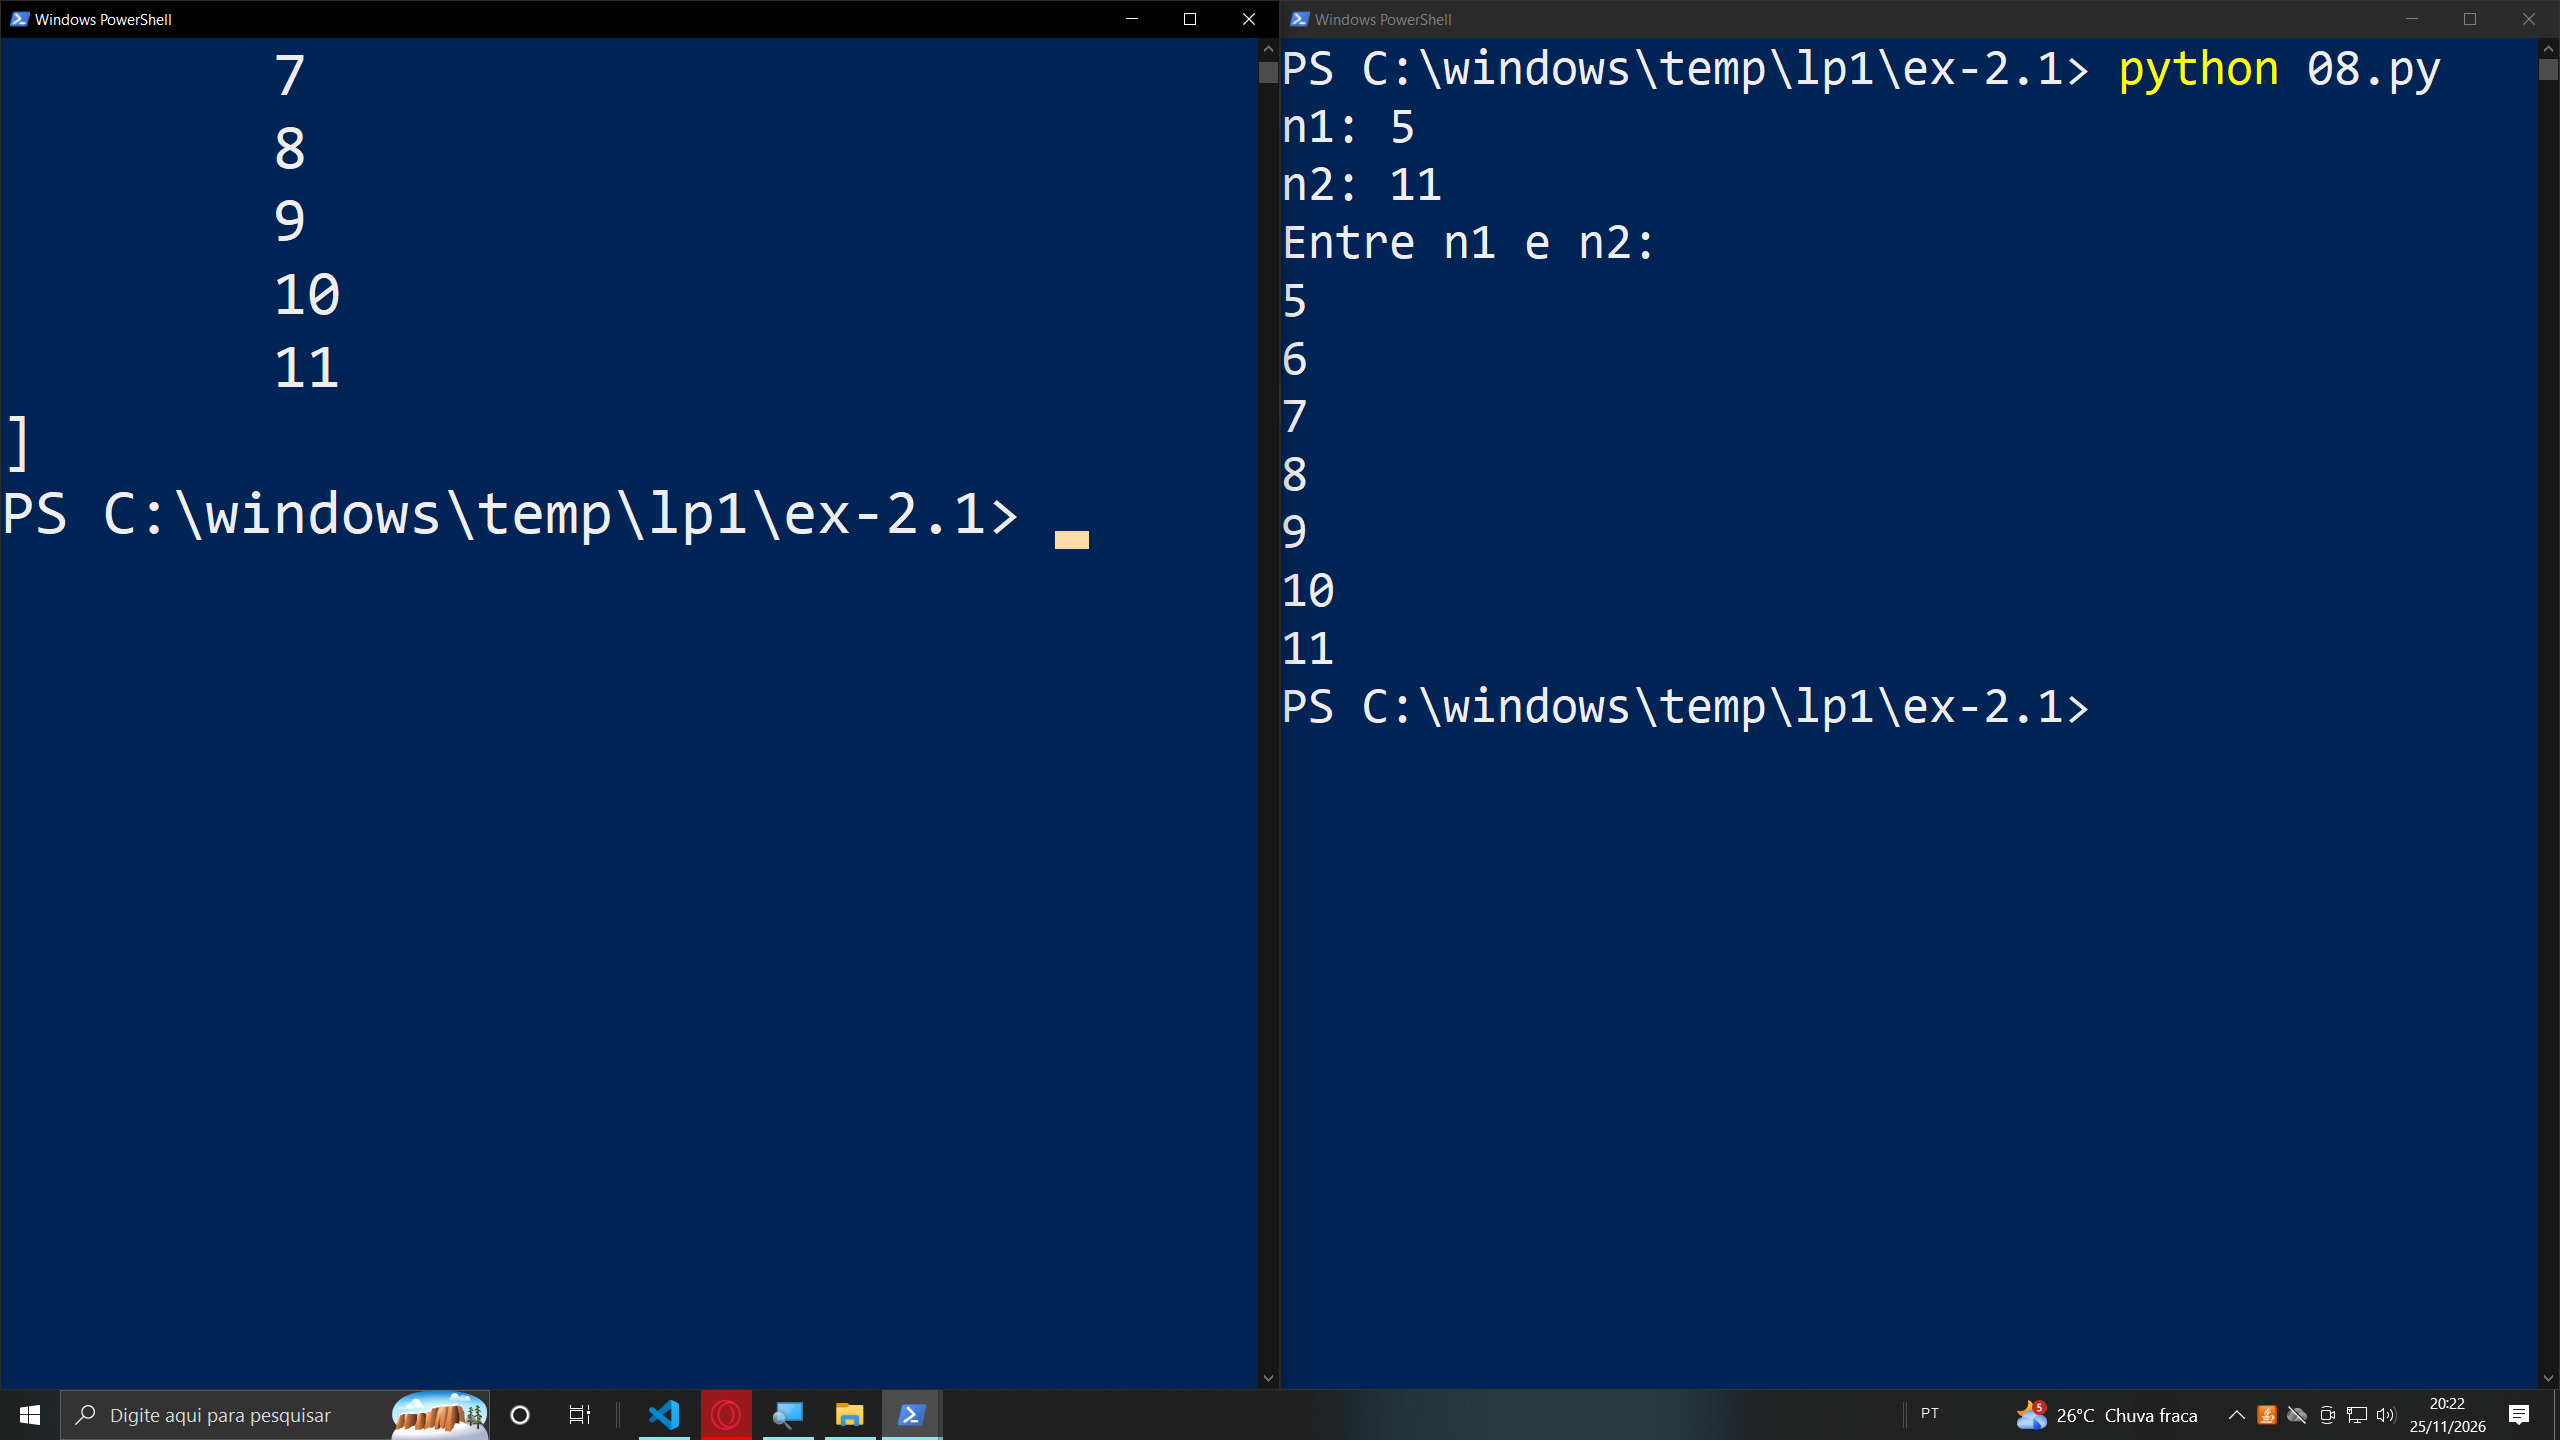 Windows PowerShell
7
8
9
10
11
]
PS C:\windows\temp\lp1\ex-2.1>
Windows PowerShell
PS C:\windows\temp\lp1\ex-2.1> python 08.py
n1: 5
n2: 11
Entre n1 e n2:
5
6
7
8
9
10
11
PS C:\windows\temp\lp1\ex-2.1>
Digite aqui para pesquisar
PT
5
26°C Chuva fraca
20:22
25/11/2026